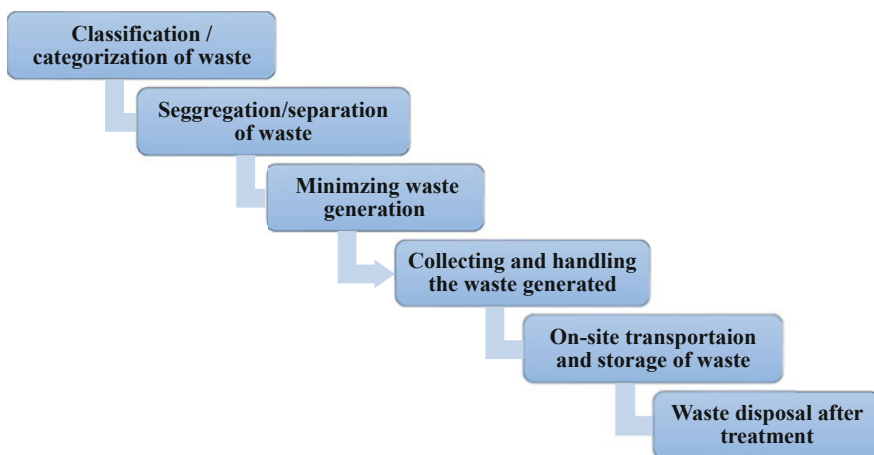 Classification /
categorization of waste
Seggregation/separation
of waste
Minimzing waste
generation
Collecting and handling
the waste generated
On-site transportaion
and storage of waste
Waste disposal after
treatment